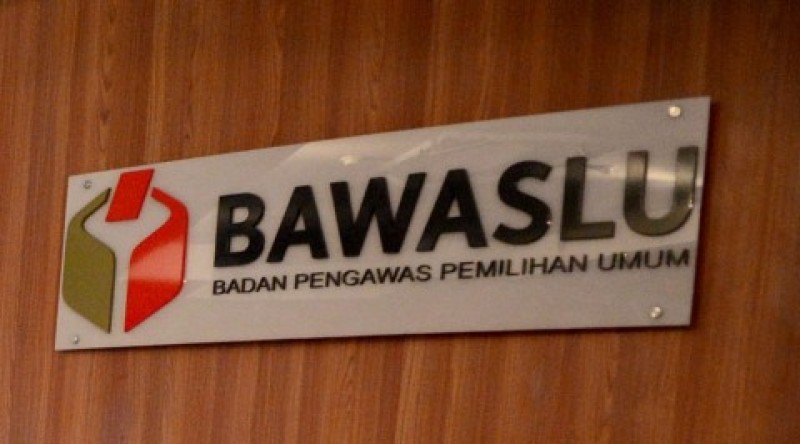 BAWASLU
BADAN PENGAWAS PEMILIHAN UMUM